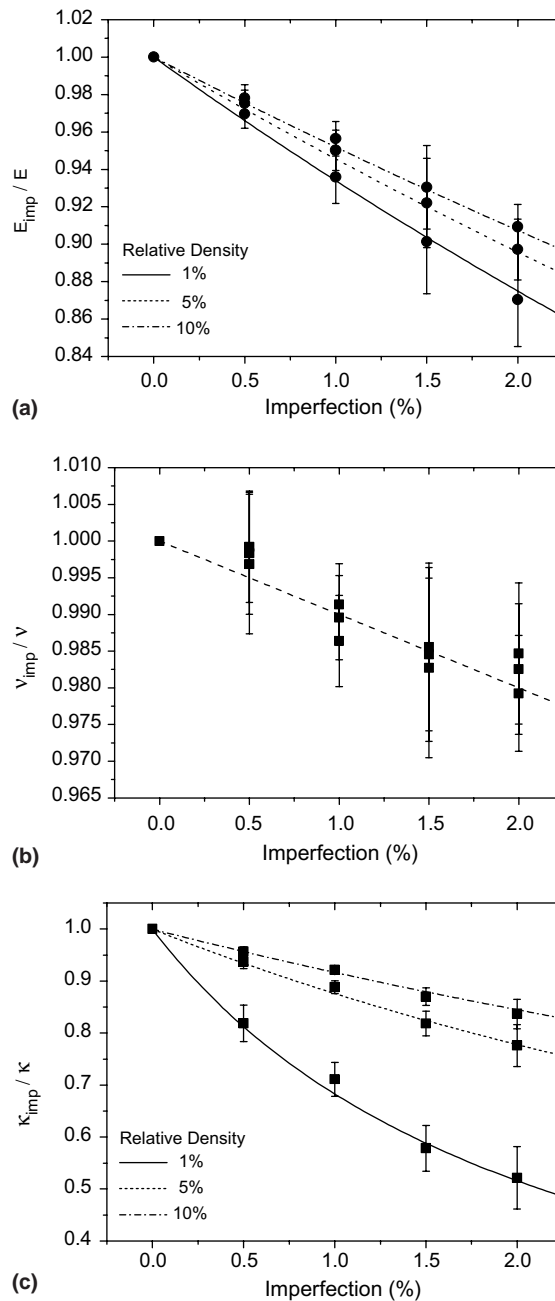 1.02
1.00
0.98
0.96
0.94
0.92
0.90
0.88
0.86
0.84
E_imp / E
Relative Density
1%
5%
10%
0.0 0.5 1.0 1.5 2.0
Imperfection (%)
(a)
1.010
1.005
1.000
0.995
0.990
0.985
0.980
0.975
0.970
0.965
ν_imp / ν
0.0 0.5 1.0 1.5 2.0
Imperfection (%)
(b)
1.0
0.9
0.8
0.7
0.6
0.5
0.4
κ_imp / κ
Relative Density
1%
5%
10%
0.0 0.5 1.0 1.5 2.0
Imperfection (%)
(c)